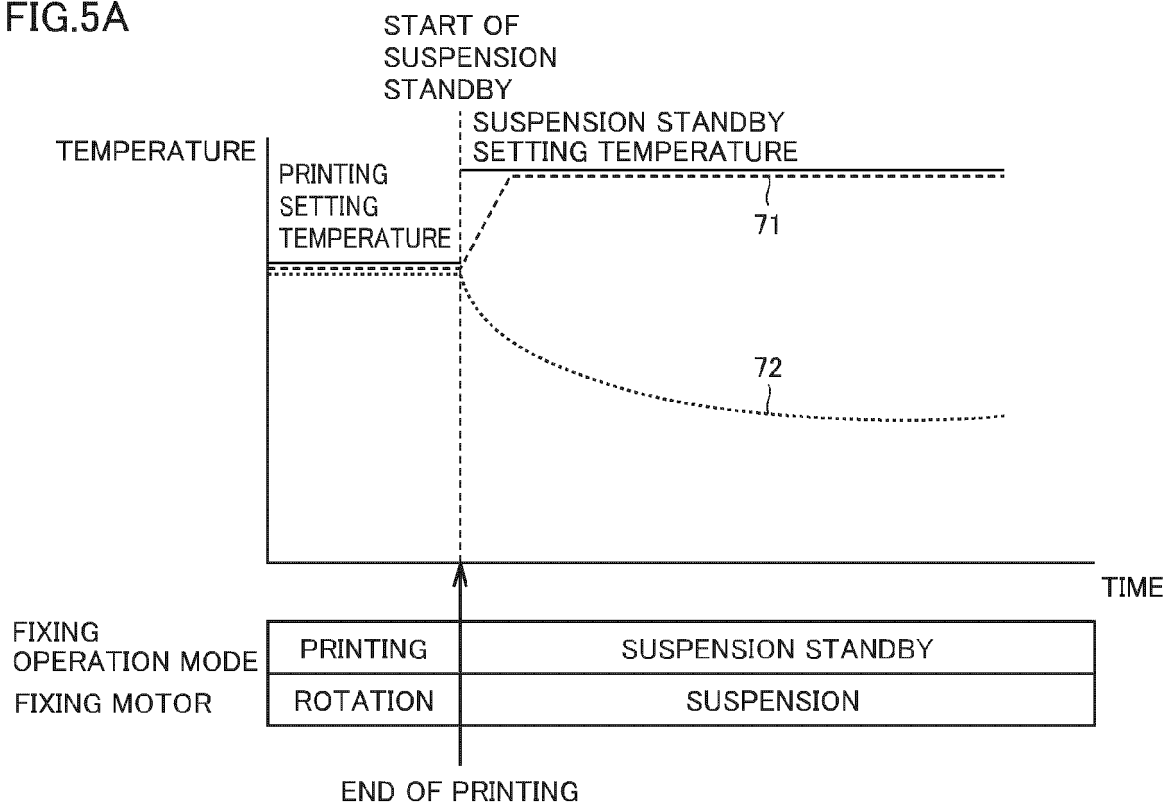 FIG.5A
START OF
SUSPENSION
STANDBY
SUSPENSION STANDBY
SETTING TEMPERATURE
TEMPERATURE
PRINTING
SETTING
TEMPERATURE
71
72
TIME
FIXING
OPERATION MODE
PRINTING
SUSPENSION STANDBY
FIXING MOTOR
ROTATION
SUSPENSION
END OF PRINTING